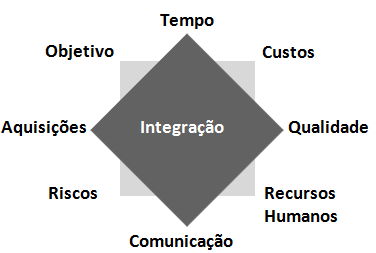 Tempo
Objetivo
Custos
Aquisições
Integração
Qualidade
Riscos
Recursos
Humanos
Comunicação